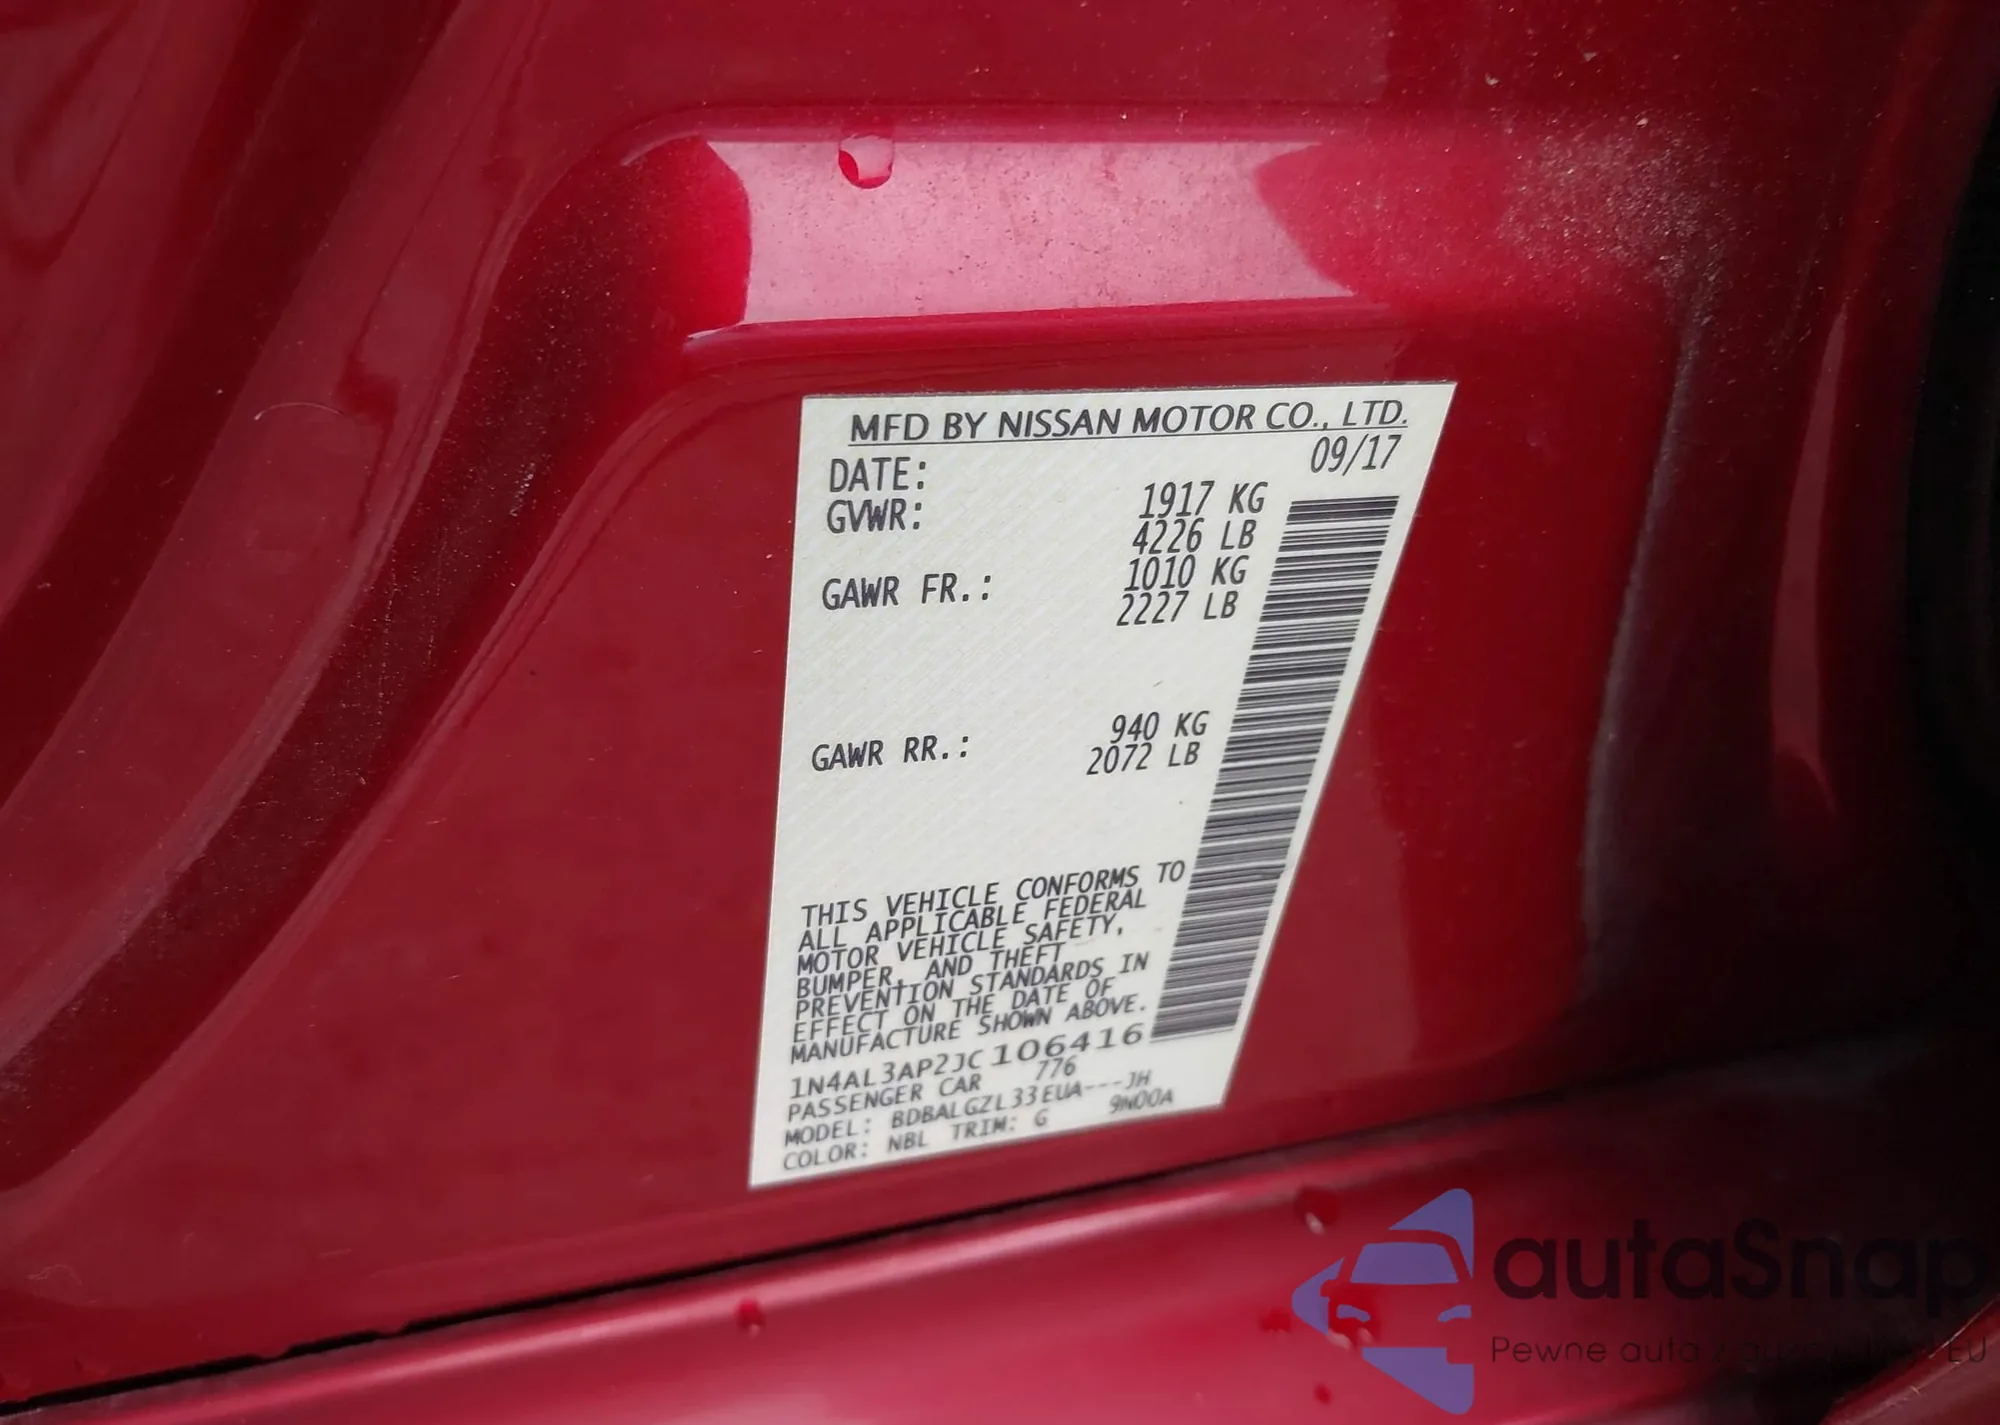 MFD BY NISSAN MOTOR CO., LTD.
DATE: 09/17
GVWR: 1917 KG
4226 LB
GAWR FR.: 1010 KG
2227 LB
GAWR RR.: 940 KG
2072 LB
THIS VEHICLE CONFORMS TO
ALL APPLICABLE FEDERAL
MOTOR VEHICLE SAFETY,
BUMPER, AND THEFT
PREVENTION STANDARDS IN
EFFECT ON THE DATE OF
MANUFACTURE SHOWN ABOVE.
1N4AL3AP2JC106416
PASSENGER CAR 776
MODEL: BDBALGZL33EUA---JH
COLOR: NBL TRIM: G 9N00A
autaSnap
Pewne auto z EU